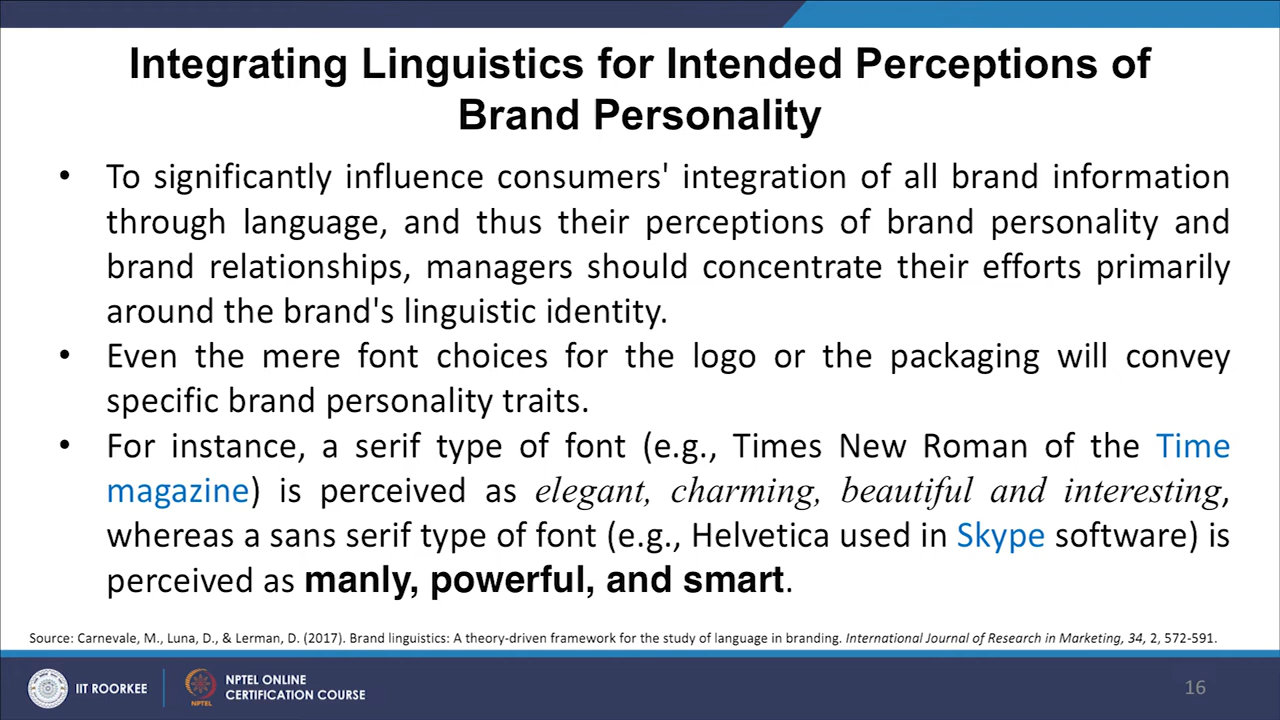 Integrating Linguistics for Intended Perceptions of
Brand Personality
• To significantly influence consumers' integration of all brand information
through language, and thus their perceptions of brand personality and
brand relationships, managers should concentrate their efforts primarily
around the brand's linguistic identity.
• Even the mere font choices for the logo or the packaging will convey
specific brand personality traits.
• For instance, a serif type of font (e.g., Times New Roman of the Time
magazine) is perceived as elegant, charming, beautiful and interesting,
whereas a sans serif type of font (e.g., Helvetica used in Skype software) is
perceived as manly, powerful, and smart.
Source: Carnevale, M., Luna, D., & Lerman, D. (2017). Brand linguistics: A theory-driven framework for the study of language in branding. International Journal of Research in Marketing, 34, 2, 572-591.
IIT ROORKEE
NPTEL
NPTEL ONLINE
CERTIFICATION COURSE
16